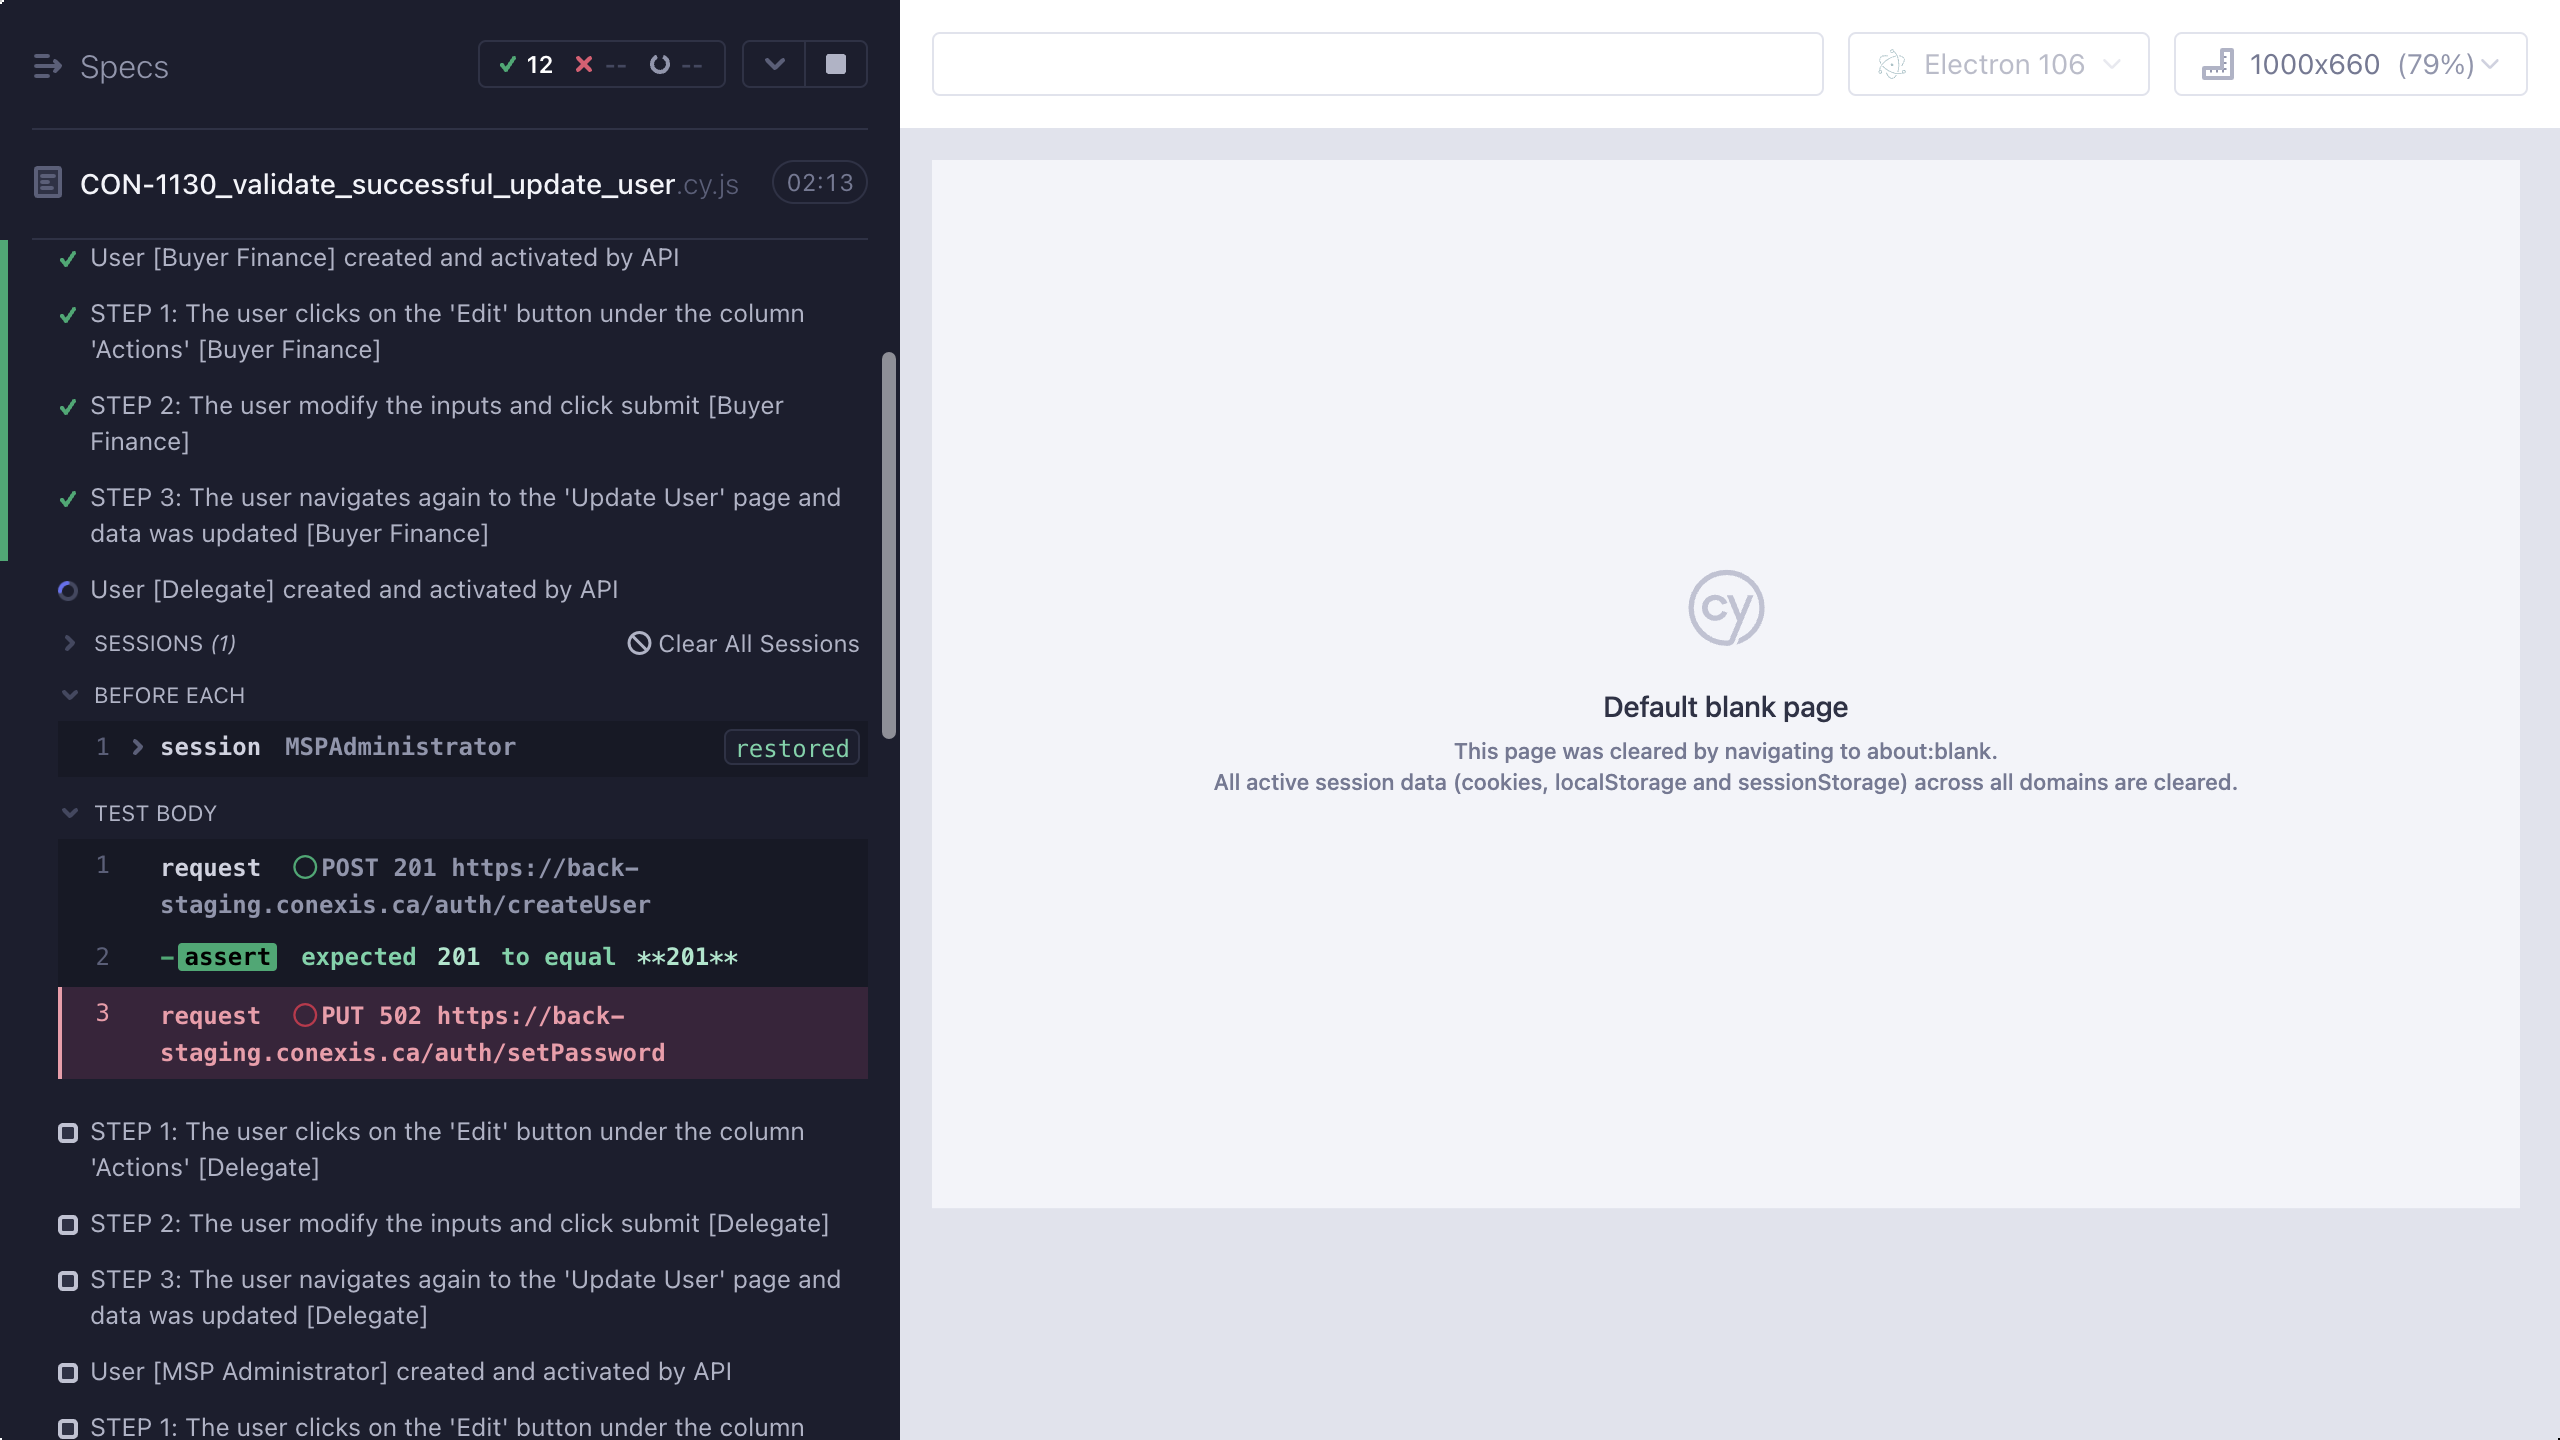 Specs
12 -- --
CON-1130_validate_successful_update_user.cy.js 02:13
User [Buyer Finance] created and activated by API
STEP 1: The user clicks on the 'Edit' button under the column
'Actions' [Buyer Finance]
STEP 2: The user modify the inputs and click submit [Buyer
Finance]
STEP 3: The user navigates again to the 'Update User' page and
data was updated [Buyer Finance]
User [Delegate] created and activated by API
SESSIONS (1) Clear All Sessions
BEFORE EACH
1 session MSPAdministrator restored
TEST BODY
1 request POST 201 https://back-
staging.conexis.ca/auth/createUser
2 -assert expected 201 to equal **201**
3 request PUT 502 https://back-
staging.conexis.ca/auth/setPassword
STEP 1: The user clicks on the 'Edit' button under the column
'Actions' [Delegate]
STEP 2: The user modify the inputs and click submit [Delegate]
STEP 3: The user navigates again to the 'Update User' page and
data was updated [Delegate]
User [MSP Administrator] created and activated by API
STEP 1: The user clicks on the 'Edit' button under the column
Electron 106
1000x660 (79%)
cy
Default blank page
This page was cleared by navigating to about:blank.
All active session data (cookies, localStorage and sessionStorage) across all domains are cleared.